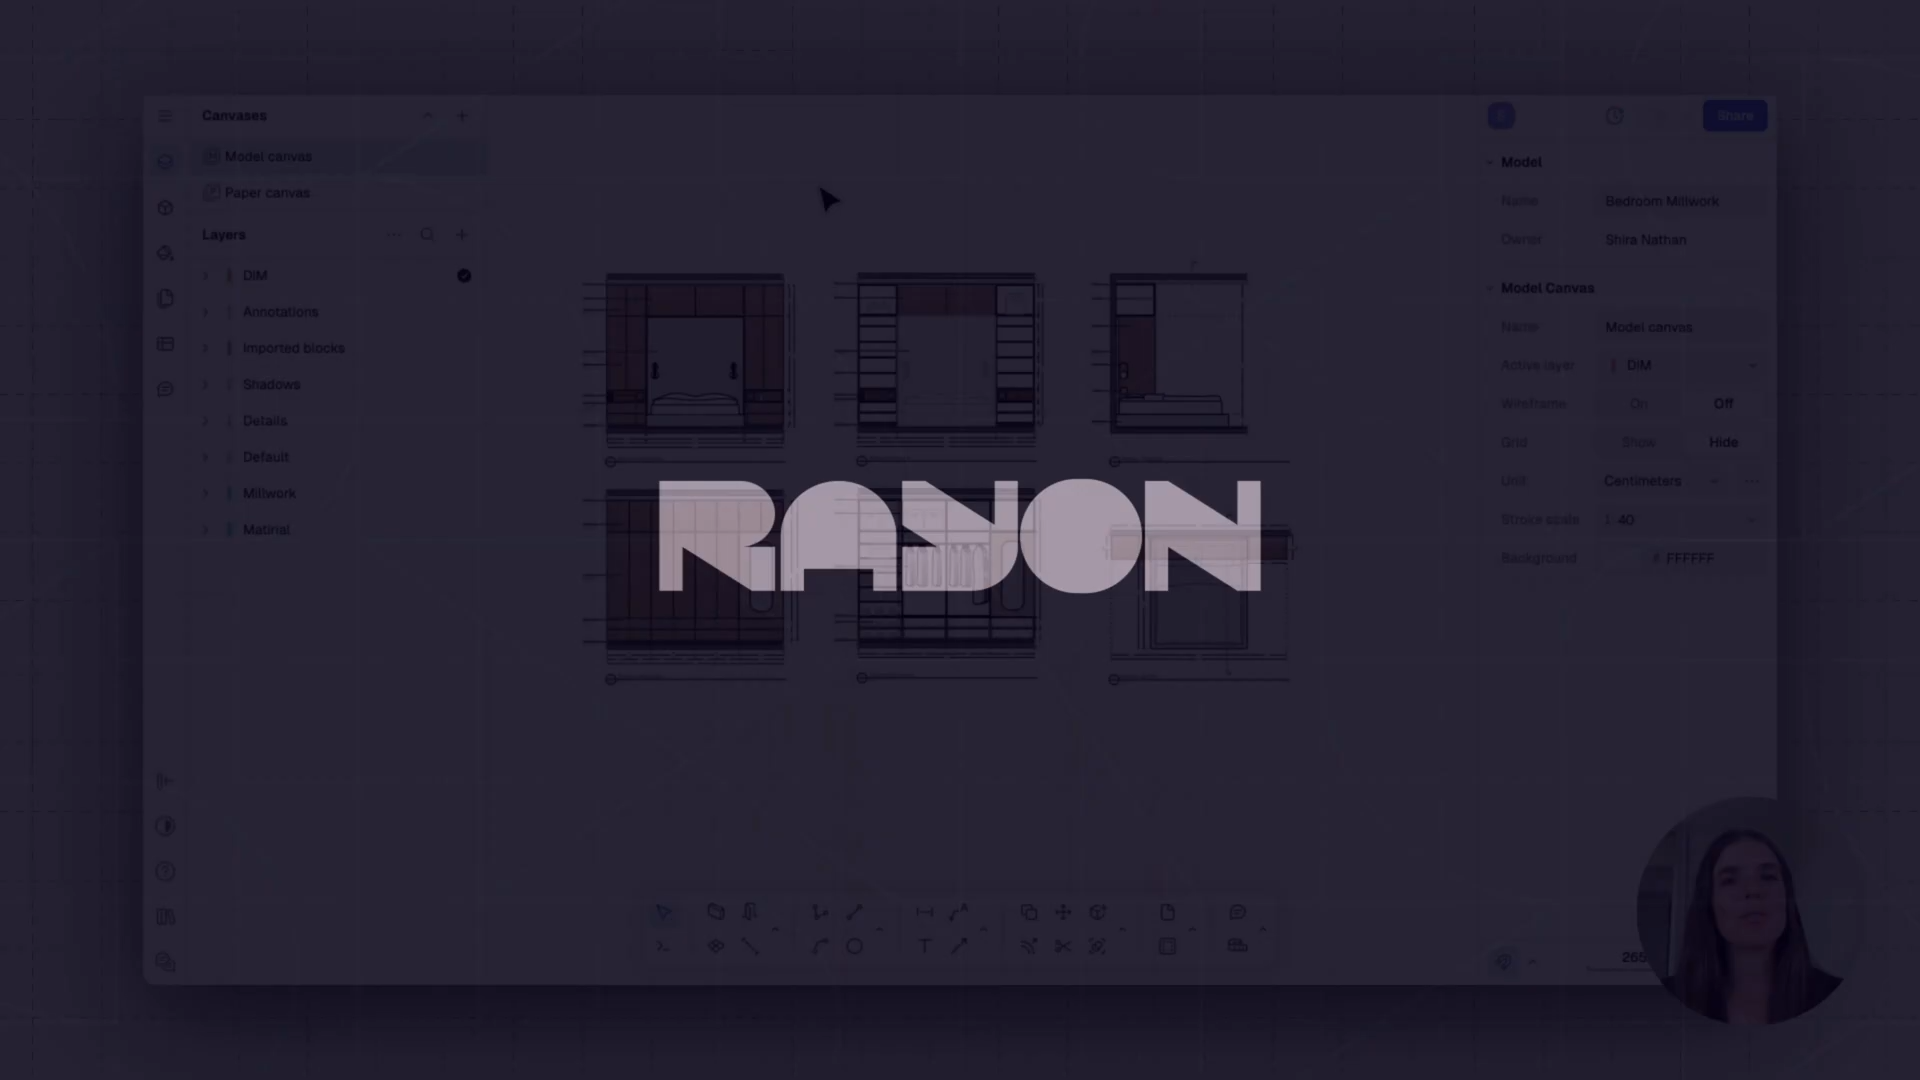 Canvases
Model canvas
Paper canvas
Layers
DIM
Annotations
Imported blocks
Shadows
Details
Default
Millwork
Matirial
RAYON
Share
Model
Name Bedroom Millwork
Owner Shira Nathan
Model Canvas
Name Model canvas
Active layer DIM
Wireframe On Off
Grid Show Hide
Unit Centimeters
Stroke scale 1: 40
Background # FFFFFF
265